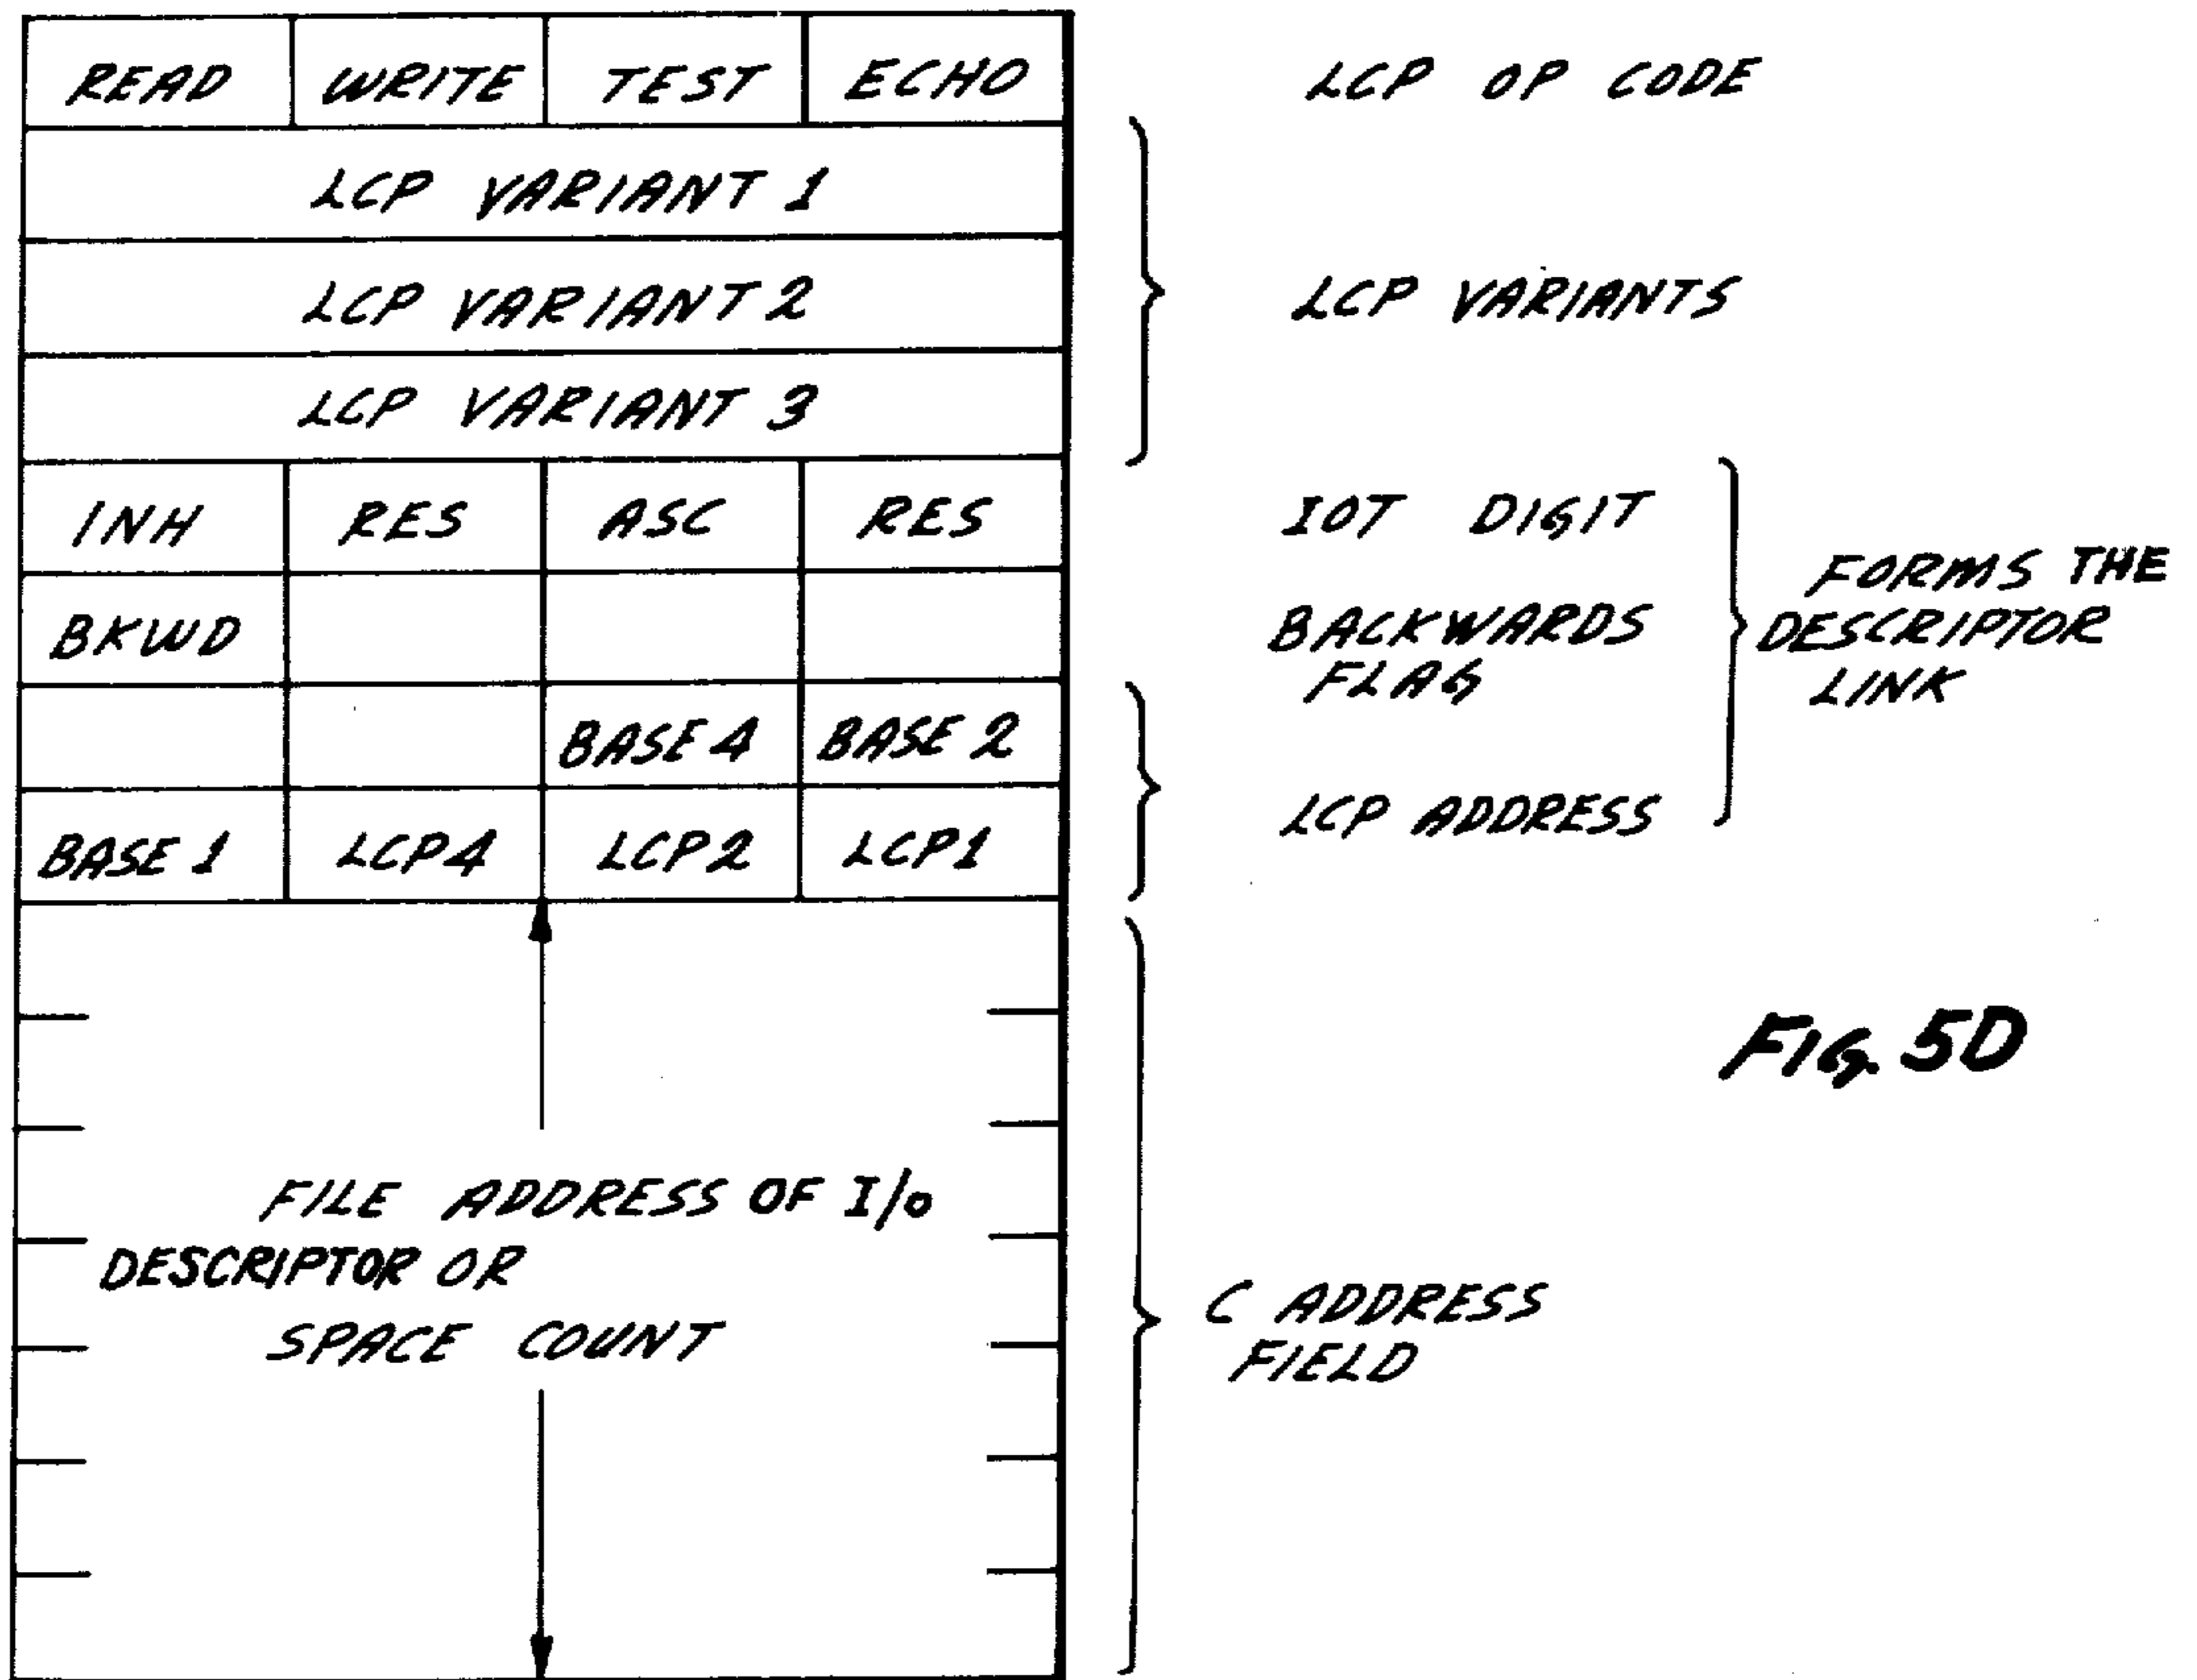 READ WRITE TEST ECHO LCP OP CODE
LCP VARIANT 1
LCP VARIANT 2 LCP VARIANTS
LCP VARIANT 3
INH RES ASC RES IOT DIGIT
BKWD BACKWARDS
FLAG
FORMS THE
DESCRIPTOR
LINK
BASE 4 BASE 2
BASE 1 LCP4 LCP2 LCP1 LCP ADDRESS
FIG. 5D
FILE ADDRESS OF I/O
DESCRIPTOR OR
SPACE COUNT
C ADDRESS
FIELD